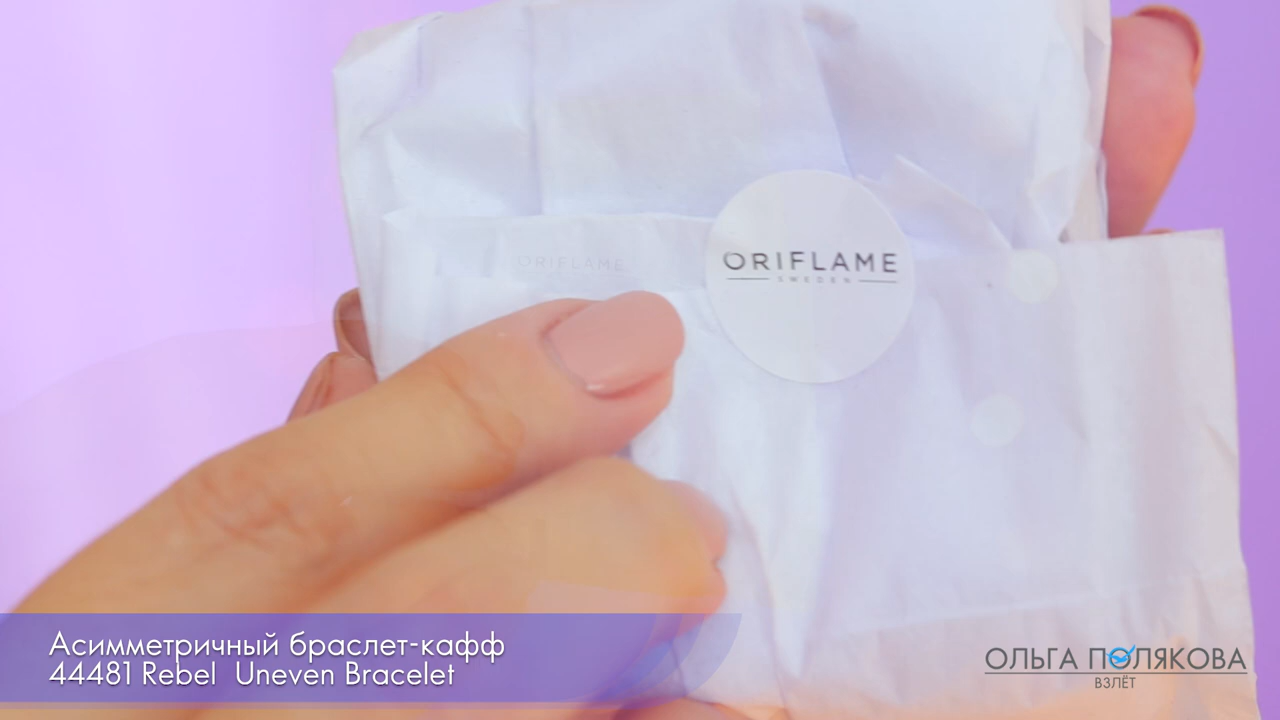 ORIFLAME
ORIFLAME
SWEDEN
Асимметричный браслет-кафф
44481 Rebel Uneven Bracelet
ОЛЬГА ПОЛЯКОВА
ВЗЛЁТ